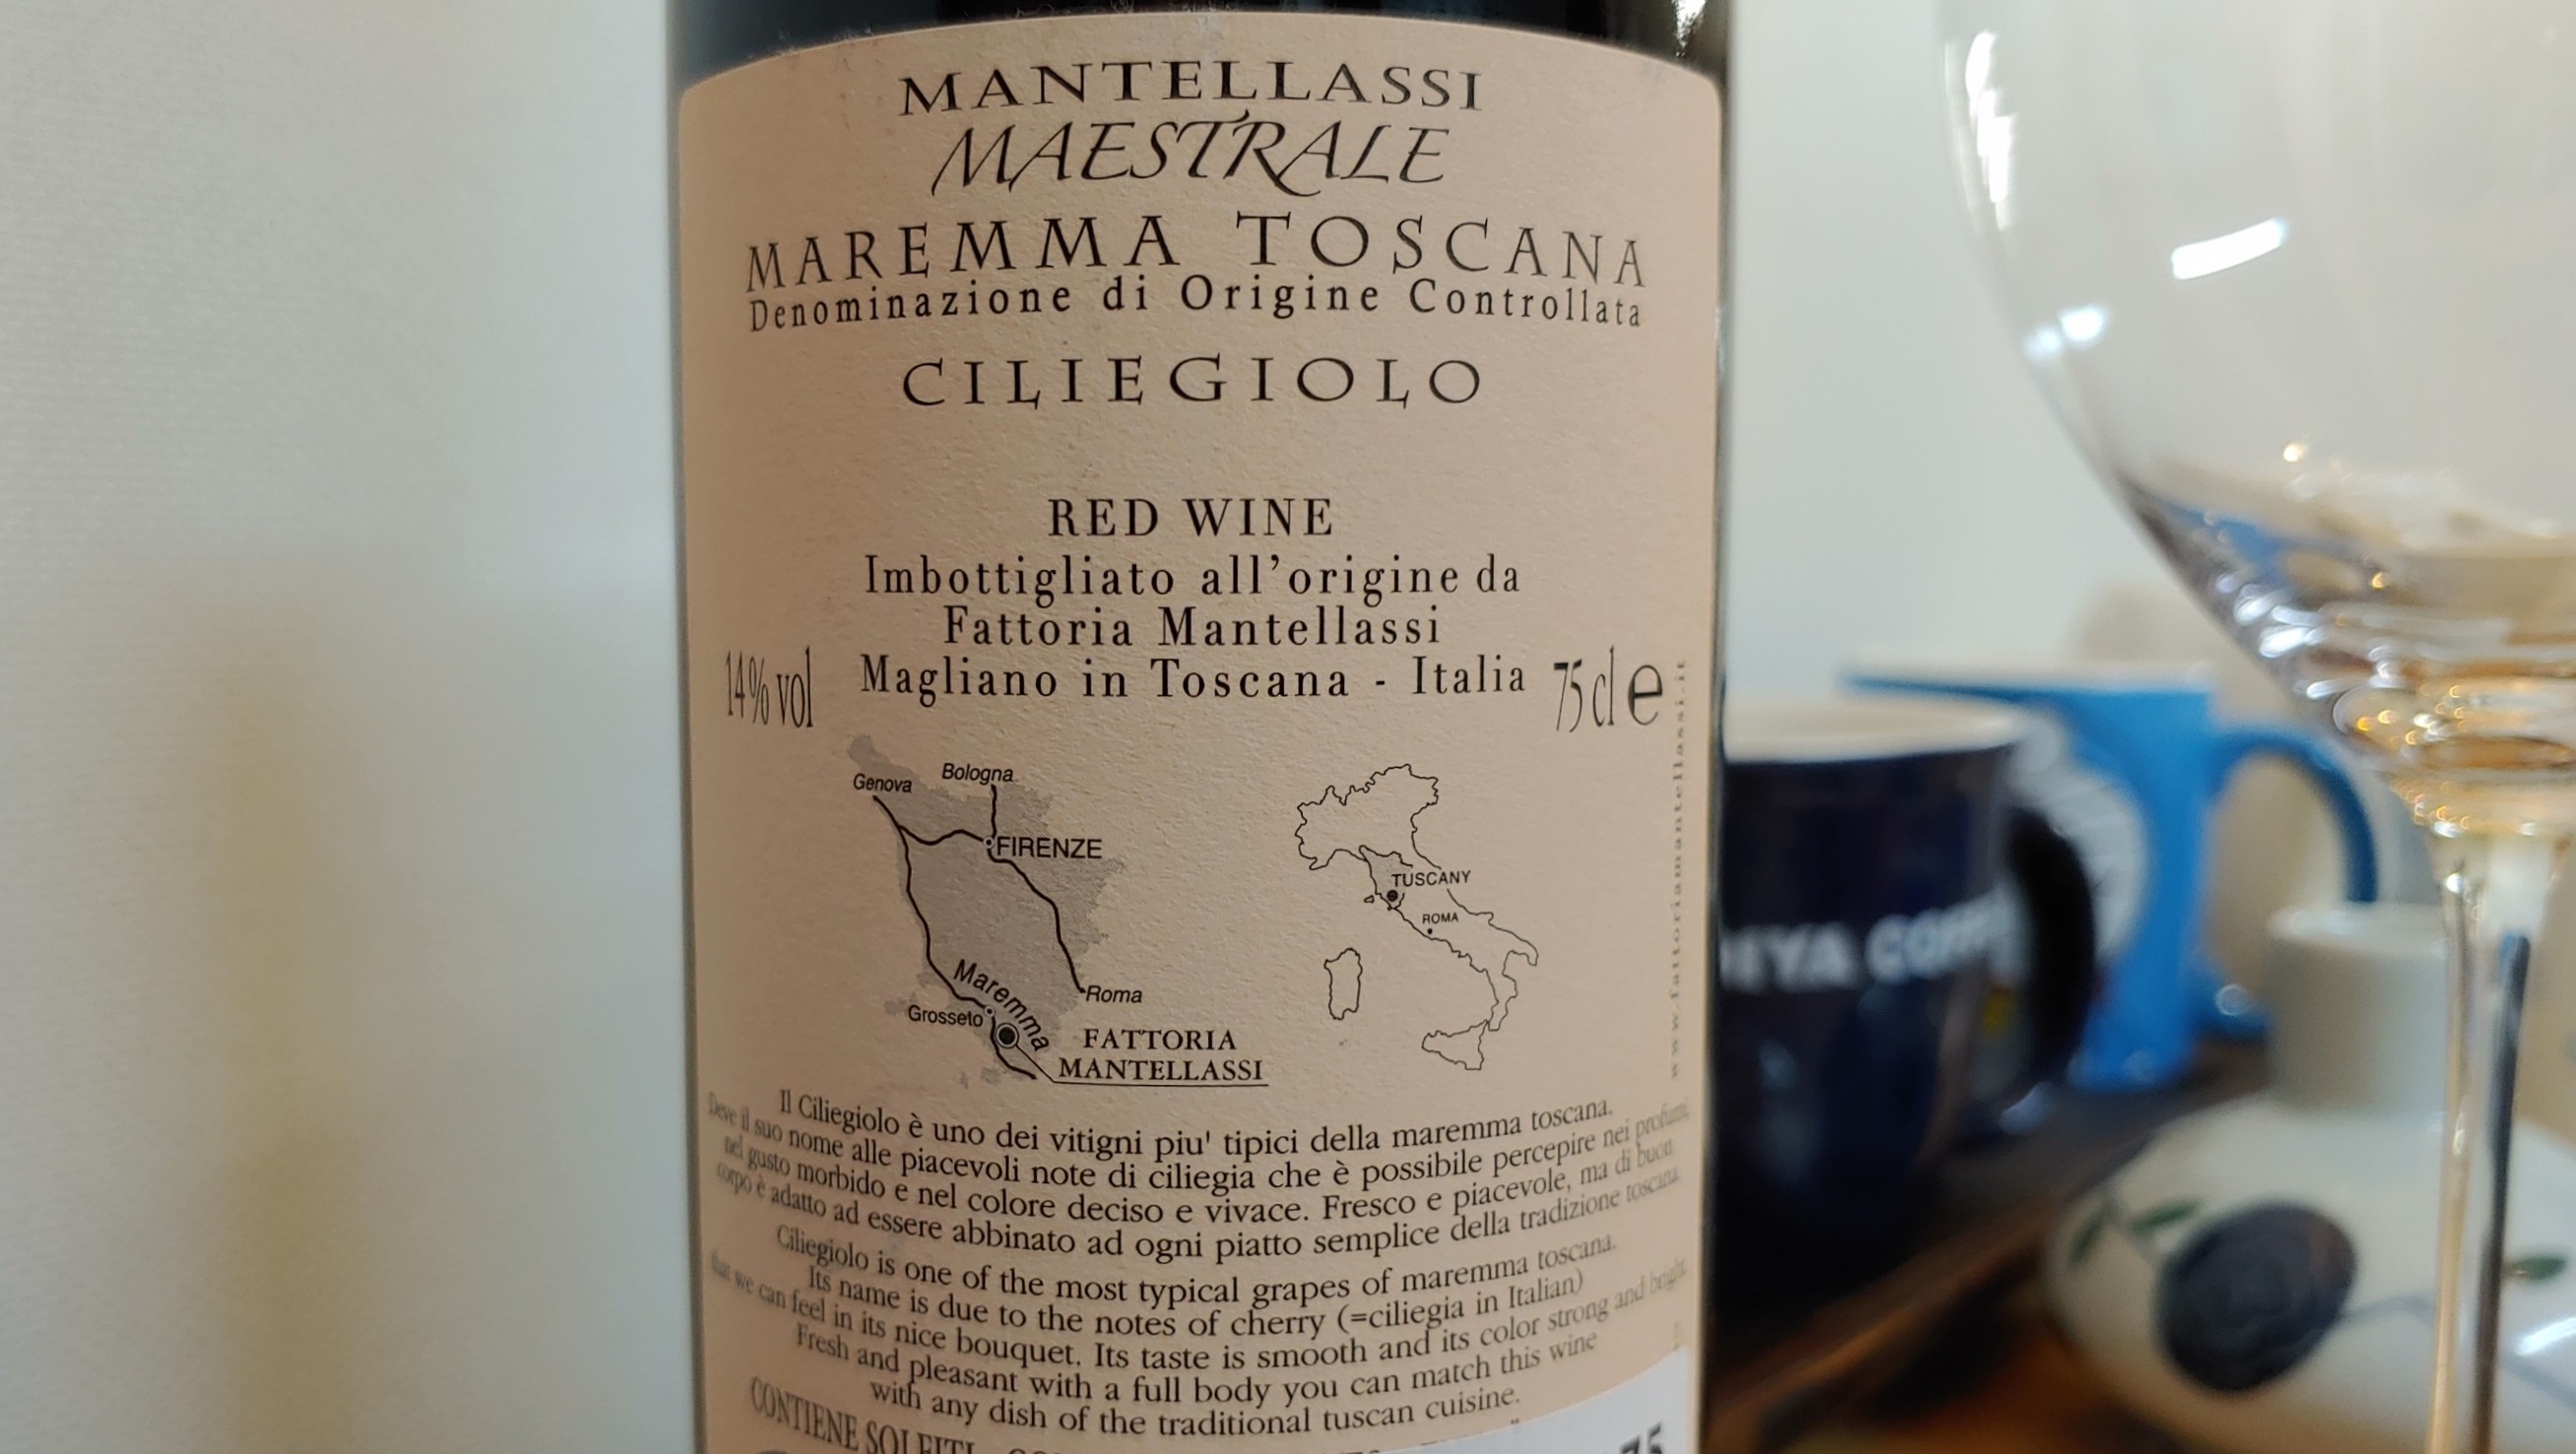 MANTELLASSI
MAESTRALE
MAREMMA TOSCANA
Denominazione di Origine Controllata
CILIEGIOLO
RED WINE
Imbottigliato all'origine da
Fattoria Mantellassi
14% vol Magliano in Toscana - Italia 75 cl e
www.fattoriamantellassi.it
Genova
Bologna
FIRENZE
Maremma
Roma
Grosseto
FATTORIA
MANTELLASSI
TUSCANY
ROMA
Il Ciliegiolo è uno dei vitigni piu' tipici della maremma toscana.
Deve il suo nome alle piacevoli note di ciliegia che è possibile percepire nei profumi,
nel gusto morbido e nel colore deciso e vivace. Fresco e piacevole, ma di buon
corpo è adatto ad essere abbinato ad ogni piatto semplice della tradizione toscana.
Ciliegiolo is one of the most typical grapes of maremma toscana.
Its name is due to the notes of cherry (=ciliegia in Italian)
that we can feel in its nice bouquet. Its taste is smooth and its color strong and bright.
Fresh and pleasant with a full body you can match this wine
with any dish of the traditional tuscan cuisine.
CONTIENE SOLFITI